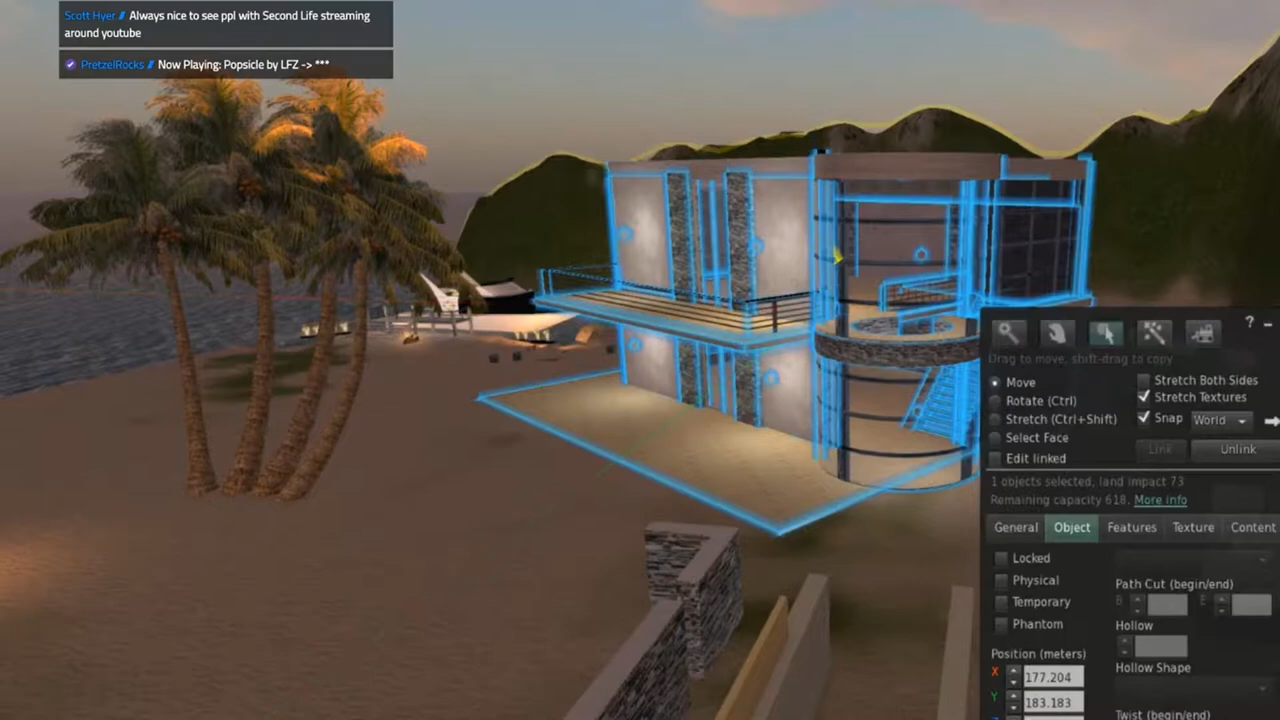 Scott Hyer // Always nice to see ppl with Second Life streaming
around youtube
PretzelRocks // Now Playing: Popsicle by LFZ -> ***
? -
Drag to move, shift-drag to copy
Move
Stretch Both Sides
Rotate (Ctrl)
Stretch Textures
Stretch (Ctrl+Shift)
Snap World
Select Face
Edit linked
Link Unlink
1 objects selected, land impact 73
Remaining capacity 618. More info
General Object Features Texture Content
Locked
Physical
Path Cut (begin/end)
Temporary
B E
Phantom
Hollow
Position (meters)
Hollow Shape
X 177.204
Y 183.183
Twist (begin/end)